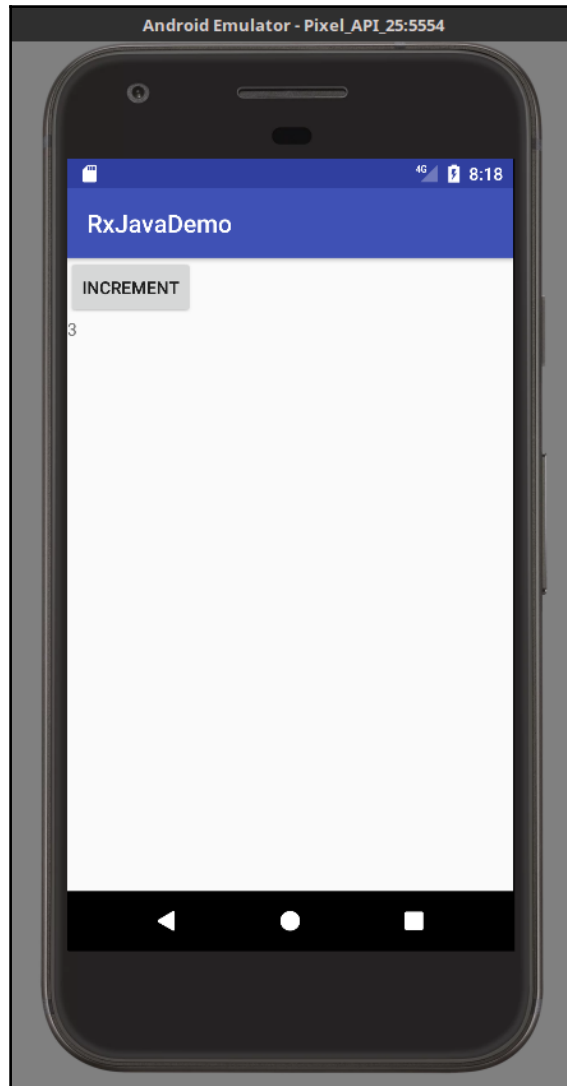 Android Emulator - Pixel_API_25:5554
4G 8:18
RxJavaDemo
INCREMENT
3